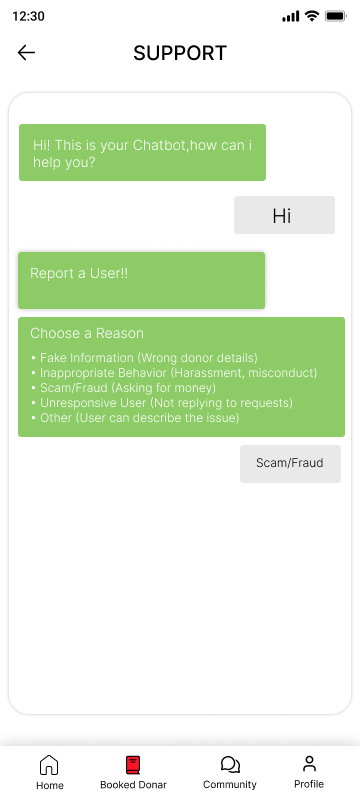 12:30
SUPPORT
Hi! This is your Chatbot,how can i
help you?
Hi
Report a User!!
Choose a Reason
• Fake Information (Wrong donor details)
• Inappropriate Behavior (Harassment, misconduct)
• Scam/Fraud (Asking for money)
• Unresponsive User (Not replying to requests)
• Other (User can describe the issue)
Scam/Fraud
Home
Booked Donar
Community
Profile